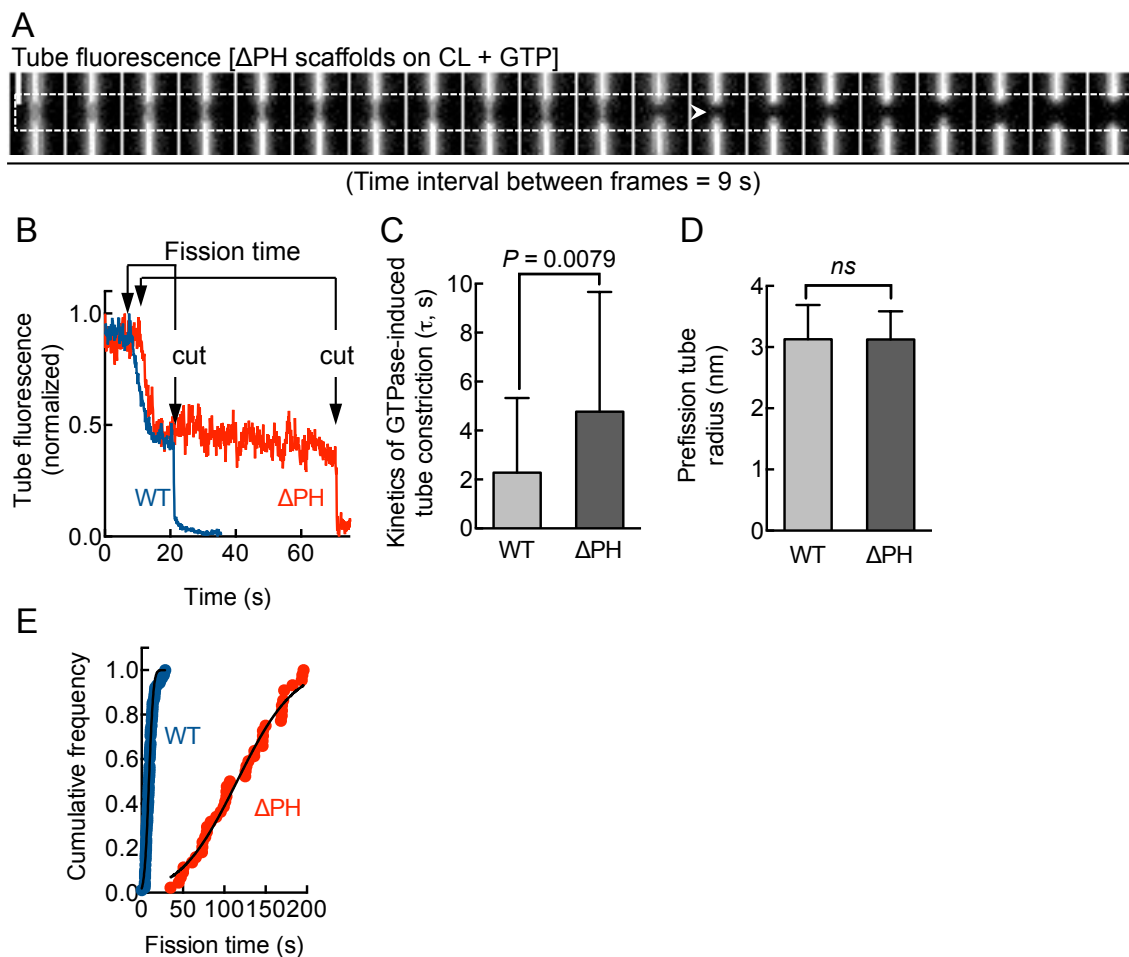 A
Tube fluorescence [ΔPH scaffolds on CL + GTP]
(Time interval between frames = 9 s)
B
Fission time
1.0
0.5
0.0
cut
cut
WT
ΔPH
0
20
40
60
Tube fluorescence
(normalized)
Time (s)
C
P = 0.0079
10
8
6
4
2
0
WT
ΔPH
Kinetics of GTPase-induced
tube constriction (τ, s)
D
ns
4
3
2
1
0
WT
ΔPH
Prefission tube
radius (nm)
E
1.0
0.8
0.6
0.4
0.2
0.0
WT
ΔPH
0
50
100
150
200
Cumulative frequency
Fission time (s)